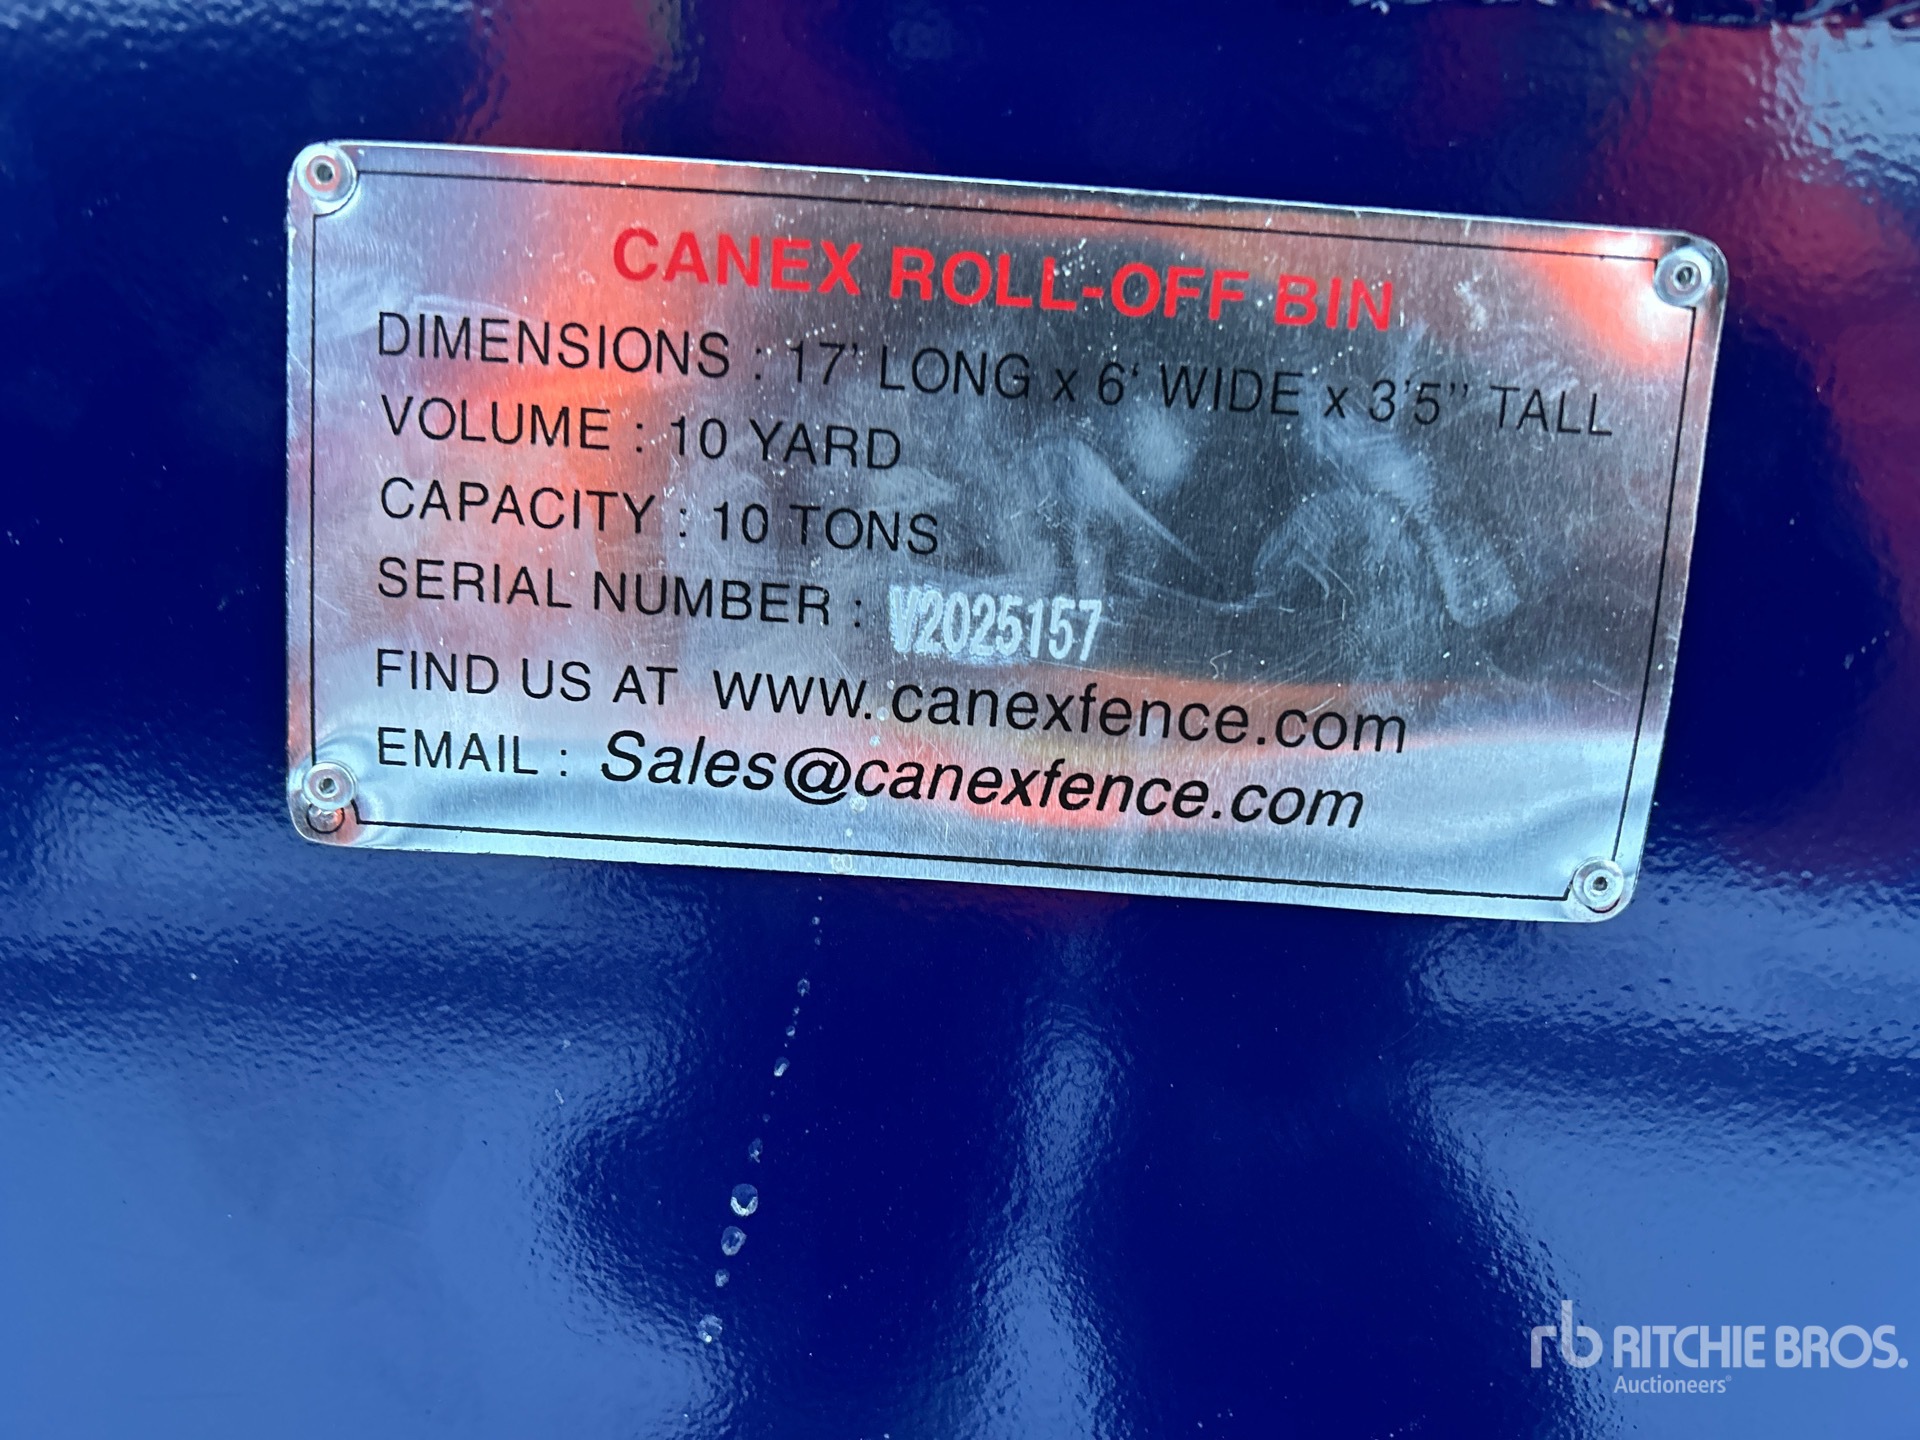 CANEX ROLL-OFF BIN
DIMENSIONS : 17' LONG x 6' WIDE x 3'5" TALL
VOLUME : 10 YARD
CAPACITY : 10 TONS
SERIAL NUMBER : V2025157
FIND US AT www.canexfence.com
EMAIL : Sales@canexfence.com
rb RITCHIE BROS.
Auctioneers